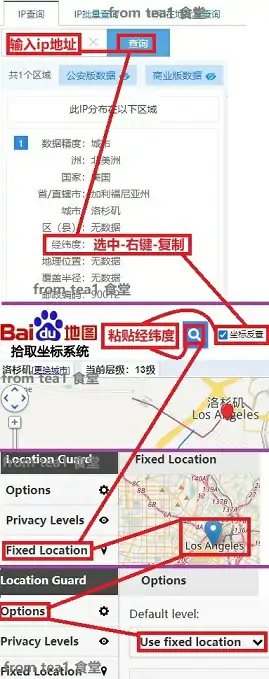 IP查询 IP批量查询
from tea1 食堂
输入ip地址 × 查询
共1个区域 公安版数据 商业版数据
此IP分布在以下区域
1 数据精度：城市
洲：北美洲
国家：美国
省/直辖市：加利福尼亚州
城市：洛杉矶
区（县）：无数据
经纬度： 选中-右键-复制
地理位置：无数据
覆盖半径：无数据
邮政编码：90012
from tea1 食堂
Bai du 地图 粘贴经纬度 坐标反查
拾取坐标系统
洛杉矶(更换城市) 当前层级：13级
from tea1 食堂
洛杉矶
Los Angeles
Location Guard Fixed Location
from tea1 食堂
Options
Privacy Levels
Fixed Location Los Angeles
Location Guard Options
Options Default level:
Privacy Levels Use fixed location
Fixed Location
from tea1 食堂